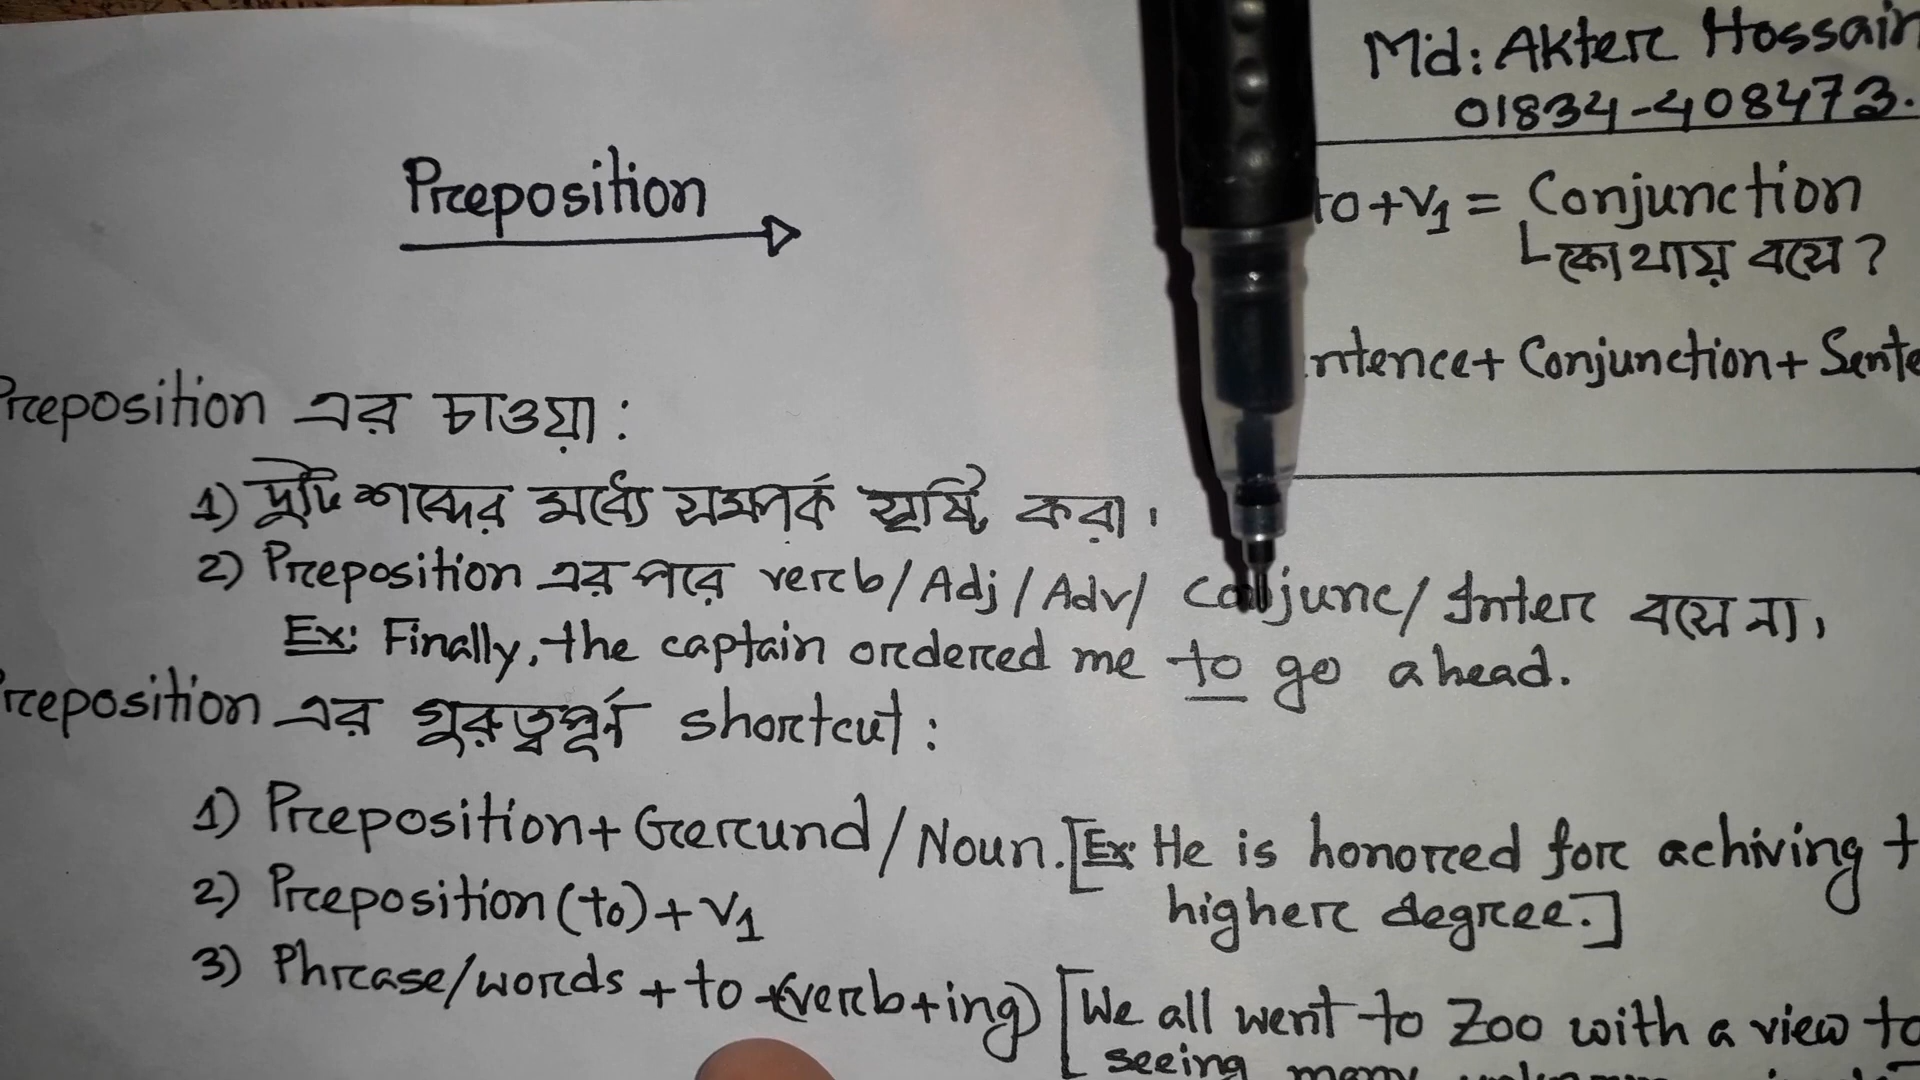 Md: Akter Hossain
01834-408473.
Preposition
to+V1 = Conjunction
কোথায় বসে?
ntence+ Conjunction+ Sente
Preposition এর চাওয়া:
1) দুটি শব্দের মধ্যে সম্পর্ক সৃষ্টি করা।
2) Preposition এর পরে verb/Adj/Adv/ Conjunc/ Inter বসে না,
Ex: Finally, the captain ordered me to go ahead.
reposition এর গুরুত্বপূর্ন shortcut:
1) Preposition+Gerund/Noun. [Ex: He is honored for achiving t
higher degree.]
2) Preposition(to)+V1
3) Phrase/words +to +(verb+ing) [We all went to Zoo with a view to
seeing many